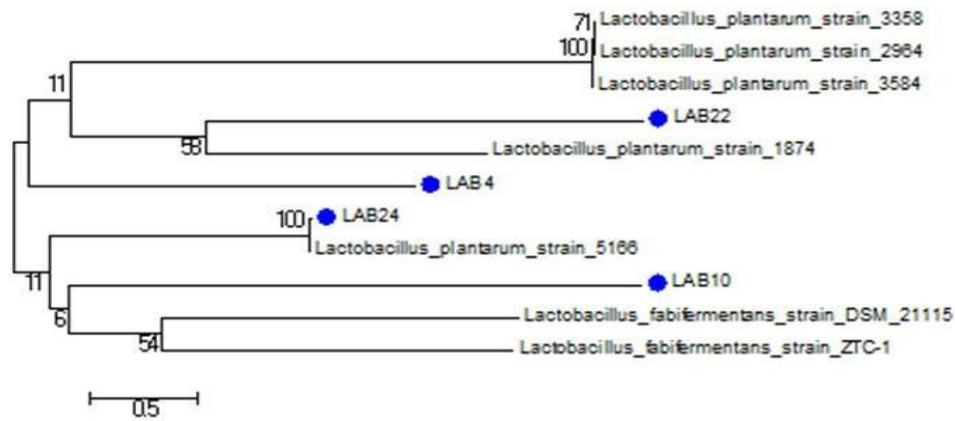 71
Lactobacillus_plantarum_strain_3358
100
Lactobacillus_plantarum_strain_2964
Lactobacillus_plantarum_strain_3584
11
LAB22
58
Lactobacillus_plantarum_strain_1874
LAB4
100
LAB24
Lactobacillus_plantarum_strain_5166
11
LAB10
6
Lactobacillus_fabifermentans_strain_DSM_21115
54
Lactobacillus_fabifermentans_strain_ZTC-1
0.5